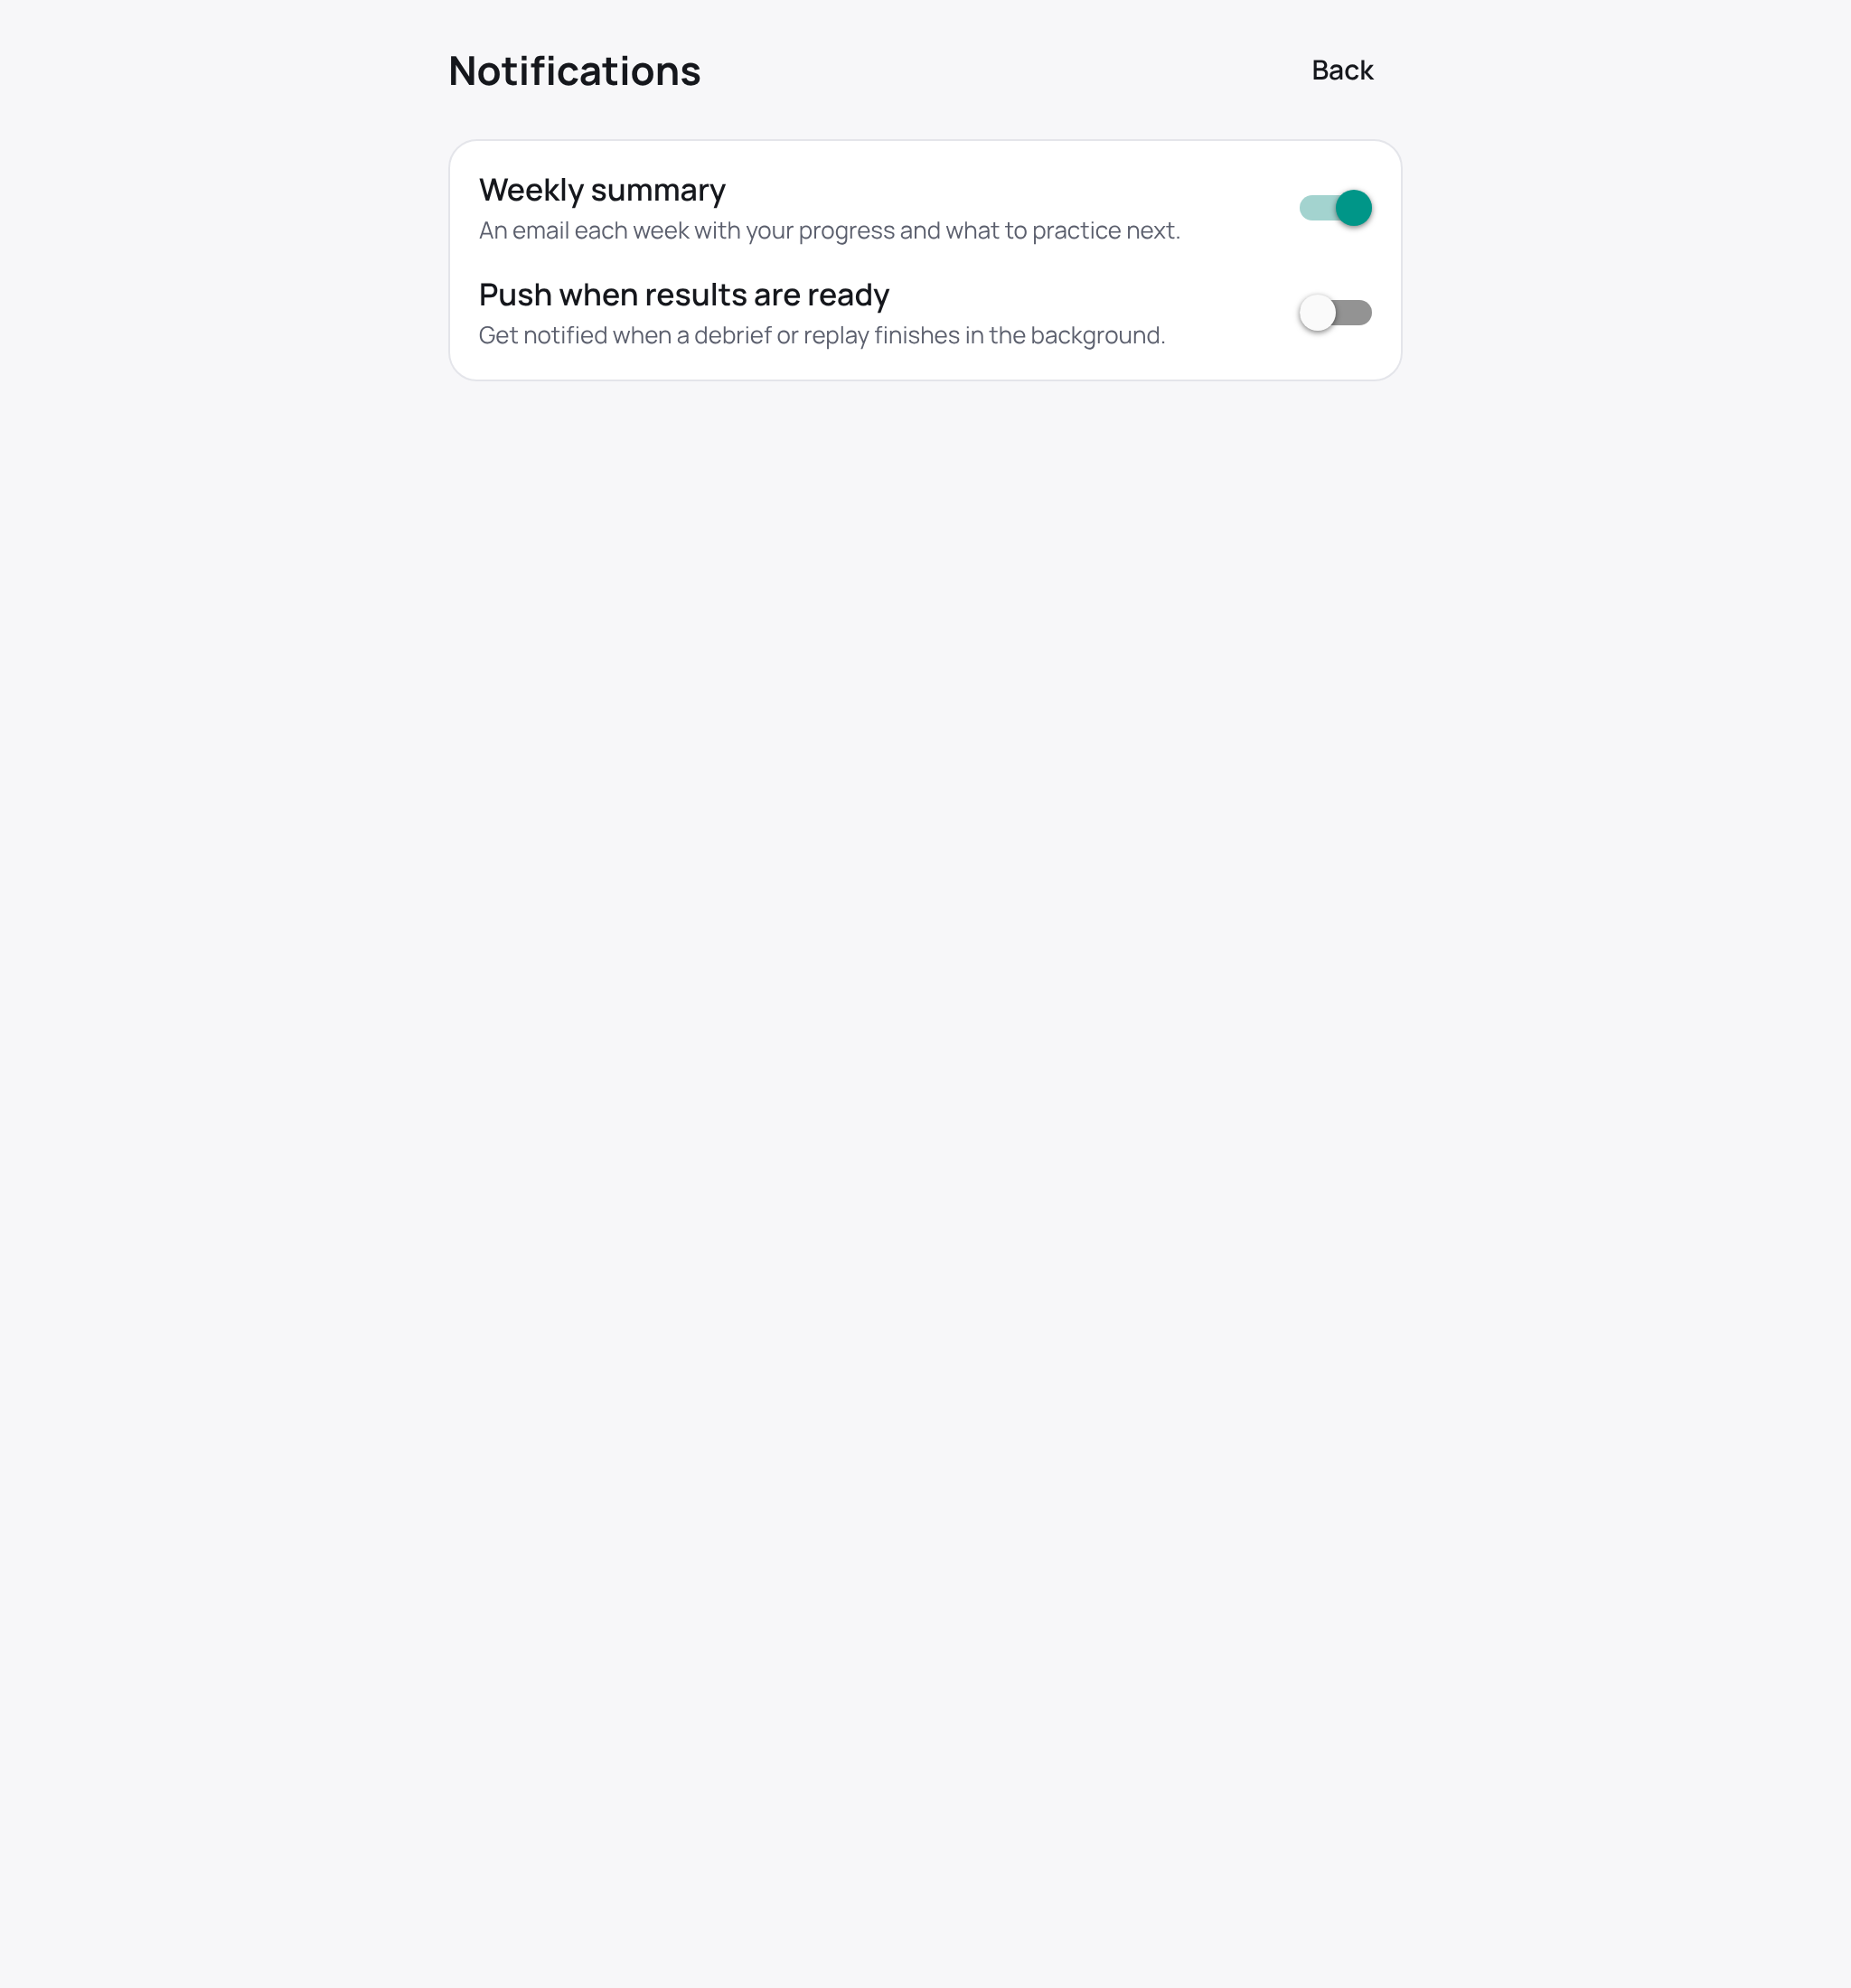 Notifications
Back
Weekly summary
An email each week with your progress and what to practice next.
Push when results are ready
Get notified when a debrief or replay finishes in the background.